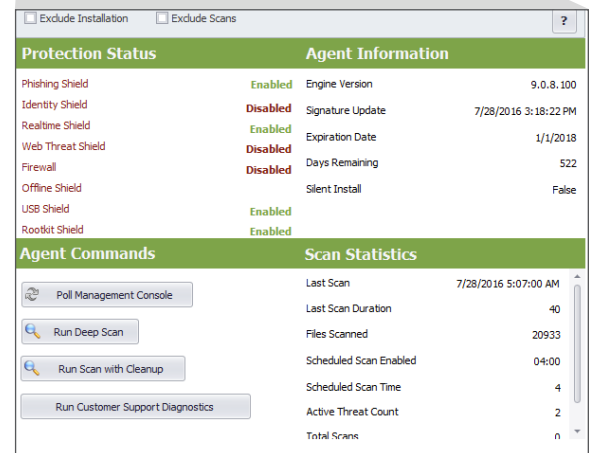 Exclude Installation Exclude Scans ?
Protection Status
Phishing Shield Enabled
Identity Shield Disabled
Realtime Shield Enabled
Web Threat Shield Disabled
Firewall Disabled
Offline Shield
USB Shield Enabled
Rootkit Shield Enabled
Agent Information
Engine Version 9.0.8.100
Signature Update 7/28/2016 3:18:22 PM
Expiration Date 1/1/2018
Days Remaining 522
Silent Install False
Agent Commands
Poll Management Console
Run Deep Scan
Run Scan with Cleanup
Run Customer Support Diagnostics
Scan Statistics
Last Scan 7/28/2016 5:07:00 AM
Last Scan Duration 40
Files Scanned 20933
Scheduled Scan Enabled 04:00
Scheduled Scan Time 4
Active Threat Count 2
Total Scans 0